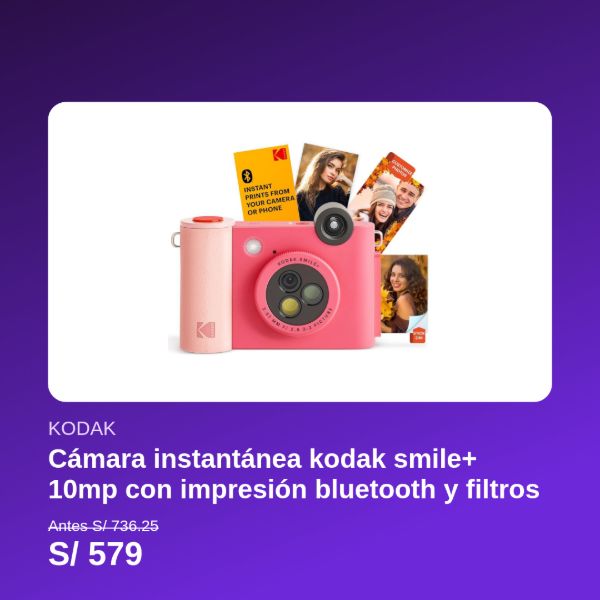 INSTANT
PRINTS FROM
YOUR CAMERA
OR PHONE
KODAK SMILE+
KODAK
Cámara instantánea kodak smile+
10mp con impresión bluetooth y filtros
Antes S/ 736.25
S/ 579